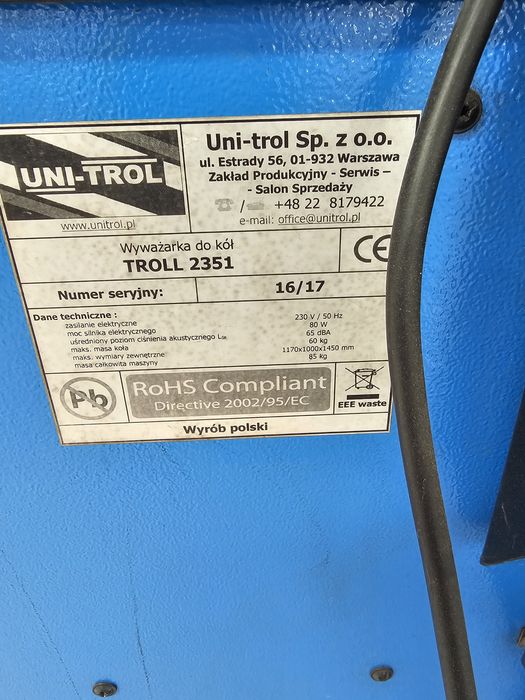 UNI-TROL
www.unitrol.pl
Uni-trol Sp. z o.o.
ul. Estrady 56, 01-932 Warszawa
Zakład Produkcyjny - Serwis –
- Salon Sprzedaży
☎ /📠 +48 22 8179422
e-mail: office@unitrol.pl
Wyważarka do kół
TROLL 2351
CE
Numer seryjny:
16/17
Dane techniczne :
zasilanie elektryczne 230 V / 50 Hz
moc silnika elektrycznego 80 W
uśredniony poziom ciśnienia akustycznego 65 dBA
maks. masa koła 60 kg
maks. wymiary zewnętrzne 1170x1000x1450 mm
masa całkowita maszyny 85 kg
Pb
RoHS Compliant
Directive 2002/95/EC
EEE waste
Wyrób polski